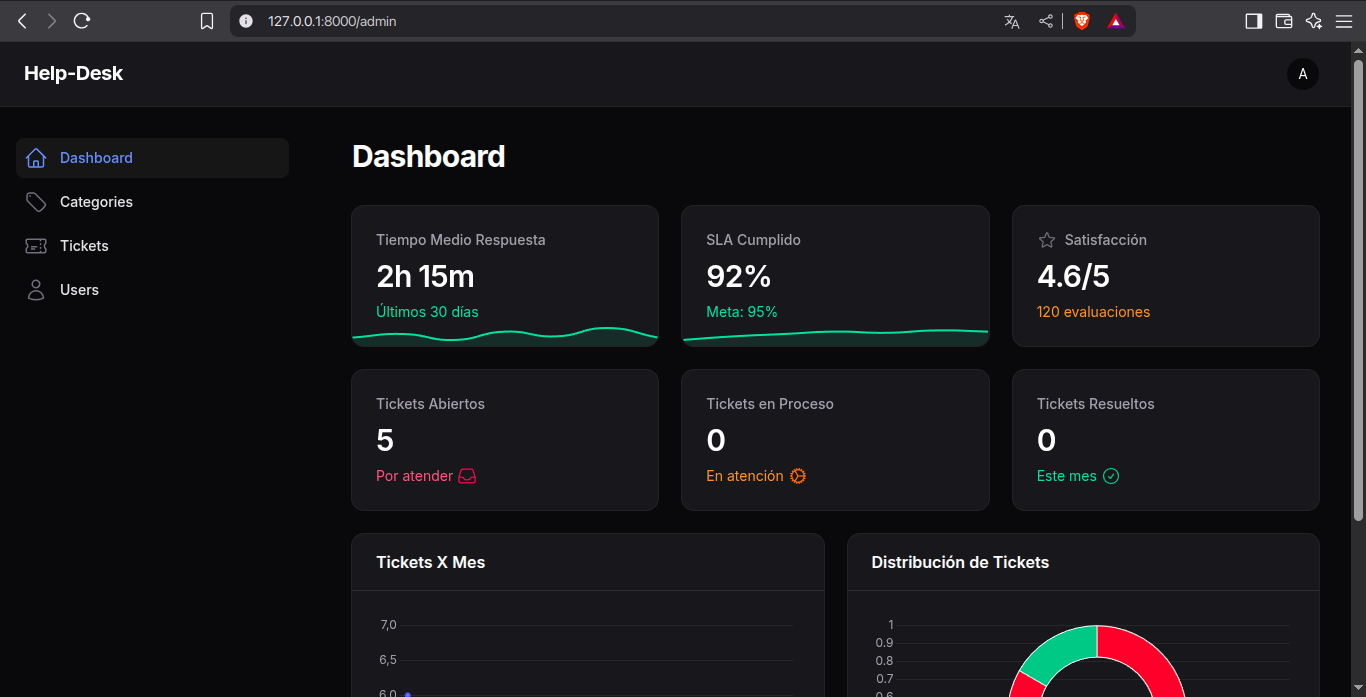 127.0.0.1:8000/admin
Help-Desk
A
Dashboard
Categories
Tickets
Users
Dashboard
Tiempo Medio Respuesta
2h 15m
Últimos 30 días
SLA Cumplido
92%
Meta: 95%
Satisfacción
4.6/5
120 evaluaciones
Tickets Abiertos
5
Por atender
Tickets en Proceso
0
En atención
Tickets Resueltos
0
Este mes
Tickets X Mes
7,0
6,5
6,0
Distribución de Tickets
1
0.9
0.8
0.7
0.6